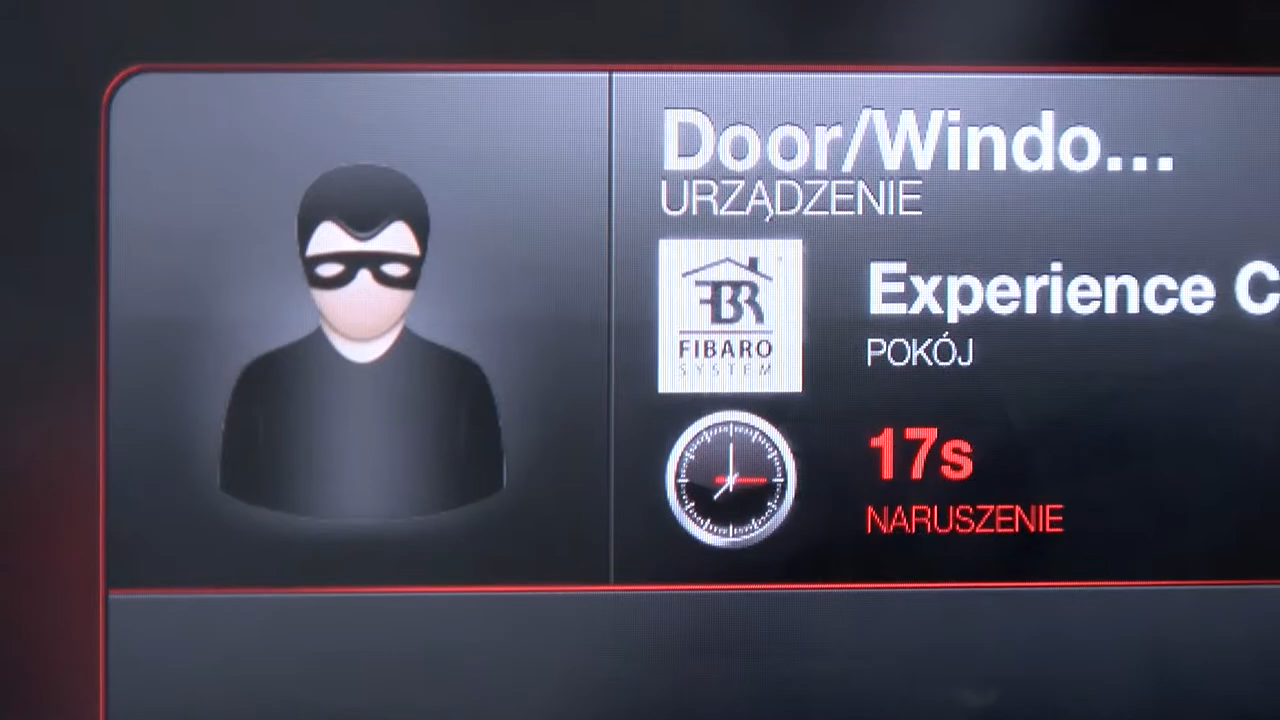 Door/Windo...
URZĄDZENIE
FIBARO
SYSTEM
Experience C
POKÓJ
17s
NARUSZENIE